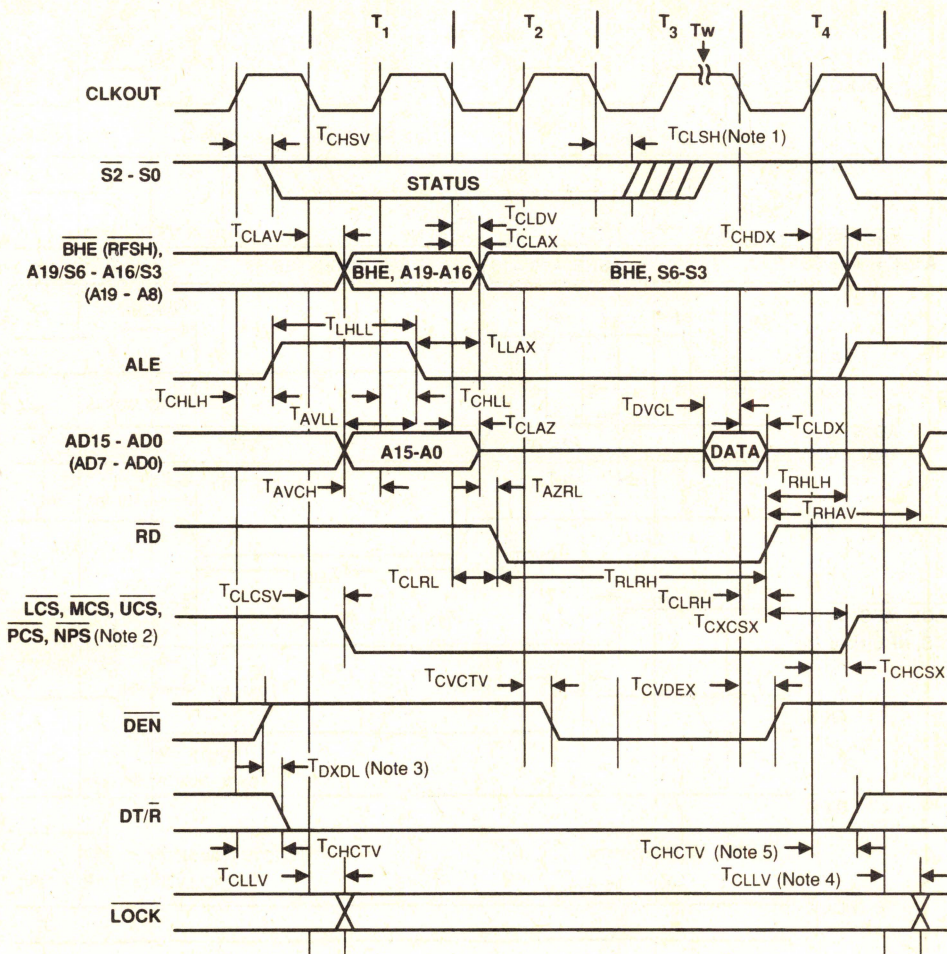 T1 T2 T3 Tw T4
CLKOUT
TCHSV TCLSH (Note 1)
S2 - S0 STATUS
TCLDV
TCLAV TCLAX TCHDX
BHE (RFSH),
A19/S6 - A16/S3 BHE, A19-A16 BHE, S6-S3
(A19 - A8)
TLHLL
TLLAX
ALE
TCHLH TCHLL
TAVLL TCLAZ TDVCL TCLDX
AD15 - AD0 A15-A0 DATA
(AD7 - AD0)
TRHLH
TAVCH TAZRL TRHAV
RD
TCLRL TRLRH
TCLCSV TCLRH
LCS, MCS, UCS, TCXCSX
PCS, NPS (Note 2)
TCHCSX
TCVCTV TCVDEX
DEN
TDXDL (Note 3)
DT/R
TCHCTV TCHCTV (Note 5)
TCLLV TCLLV (Note 4)
LOCK